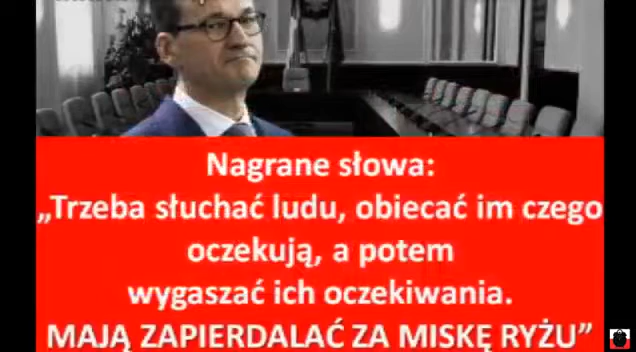 Nagrane słowa:
„Trzeba słuchać ludu, obiecać im czego
oczekują, a potem
wygaszać ich oczekiwania.
MAJĄ ZAPIERDALAĆ ZA MISKĘ RYŻU”